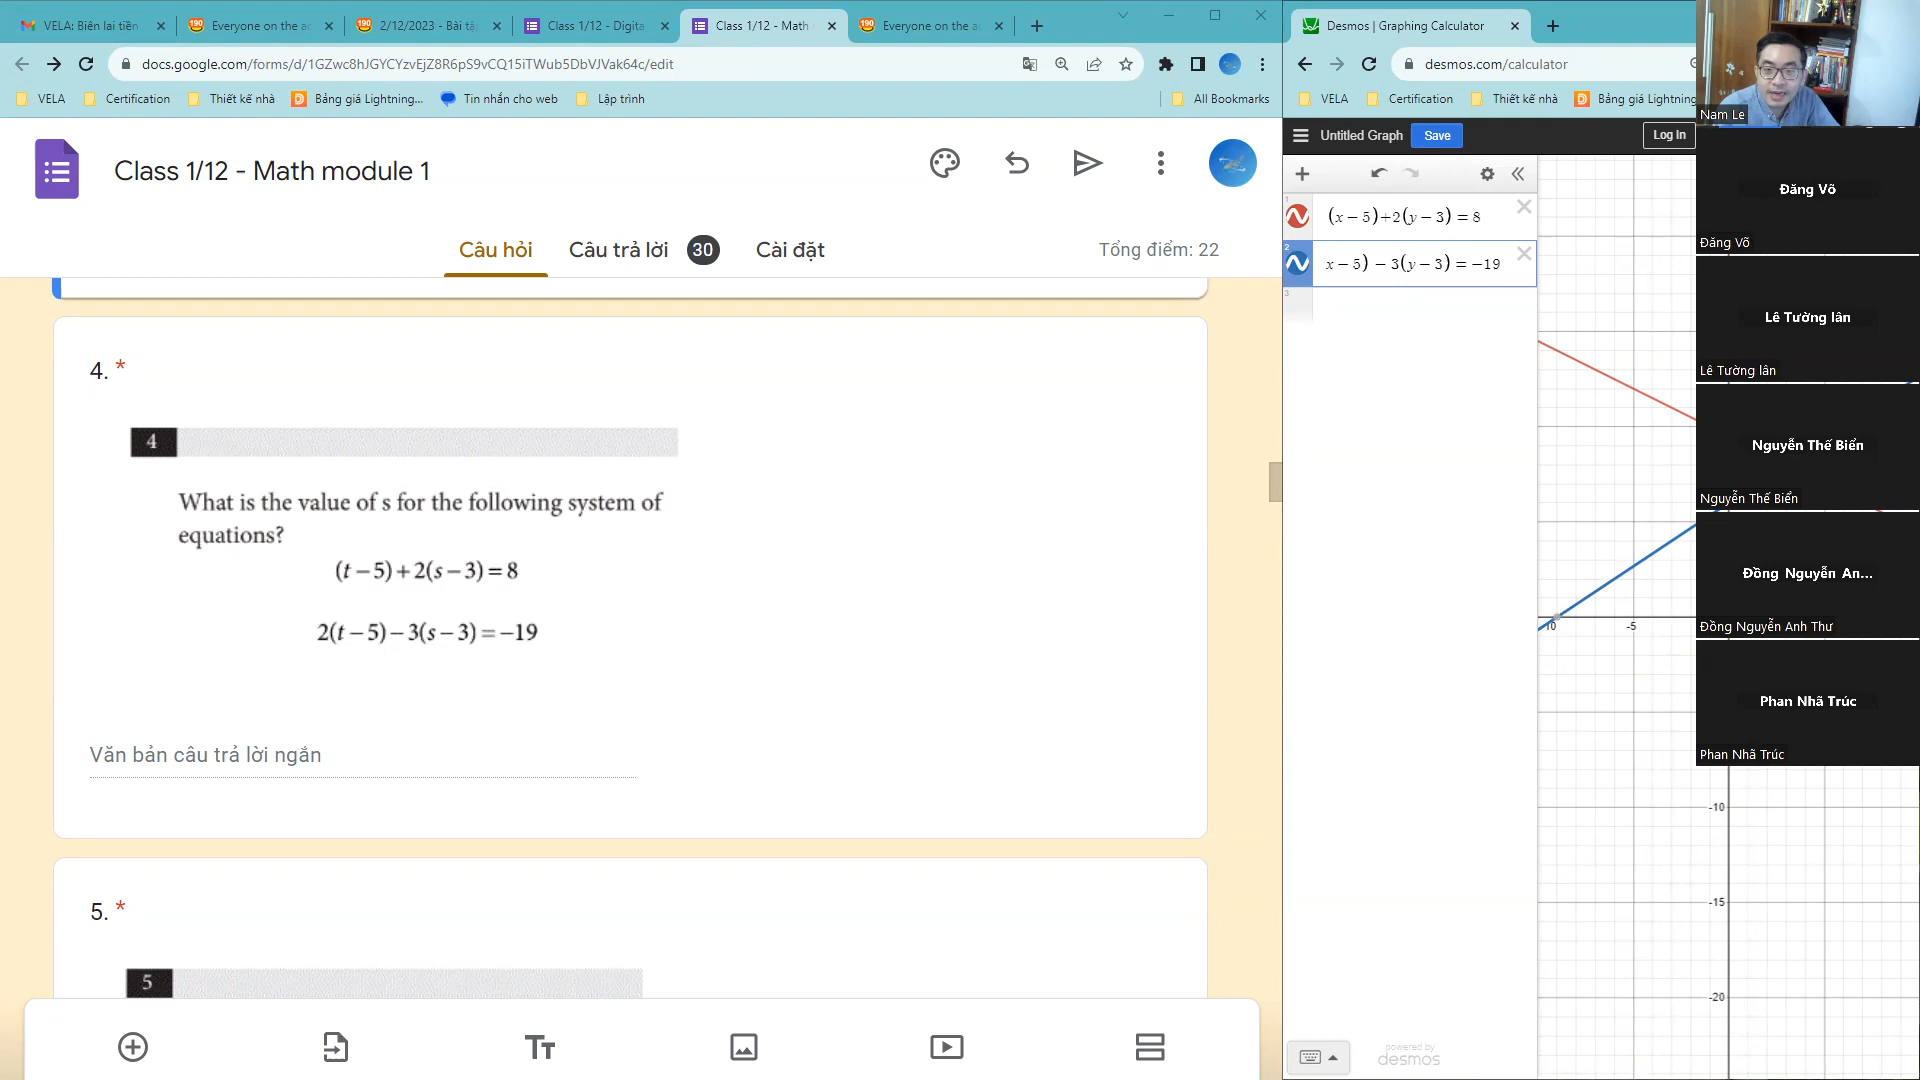 VELA: Biên lai tiền
Everyone on the ac
2/12/2023 - Bài tậ
Class 1/12 - Digita
Class 1/12 - Math
Everyone on the a
docs.google.com/forms/d/1GZwc8hJGYCYzvEjZ8R6pS9vCQ15iTWub5DbVJVak64c/edit
VELA
Certification
Thiết kế nhà
Bảng giá Lightning...
Tin nhắn cho web
Lập trình
All Bookmarks
Class 1/12 - Math module 1
Câu hỏi
Câu trả lời 30
Cài đặt
Tổng điểm: 22
4. *
4
What is the value of s for the following system of
equations?
(t – 5) + 2(s – 3) = 8
2(t – 5) – 3(s – 3) = –19
Văn bản câu trả lời ngắn
5. *
5
Desmos | Graphing Calculator
desmos.com/calculator
VELA
Certification
Thiết kế nhà
Bảng giá Lightning
Untitled Graph
Save
Log In
1
(x – 5)+2(y – 3) = 8
2
x – 5) – 3(y – 3) = –19
3
10
-5
-10
-15
-20
powered by
desmos
Nam Le
Đăng Võ
Đăng Võ
Lê Tường lân
Lê Tường lân
Nguyễn Thế Biển
Nguyễn Thế Biển
Đồng Nguyễn An...
Đồng Nguyễn Anh Thư
Phan Nhã Trúc
Phan Nhã Trúc